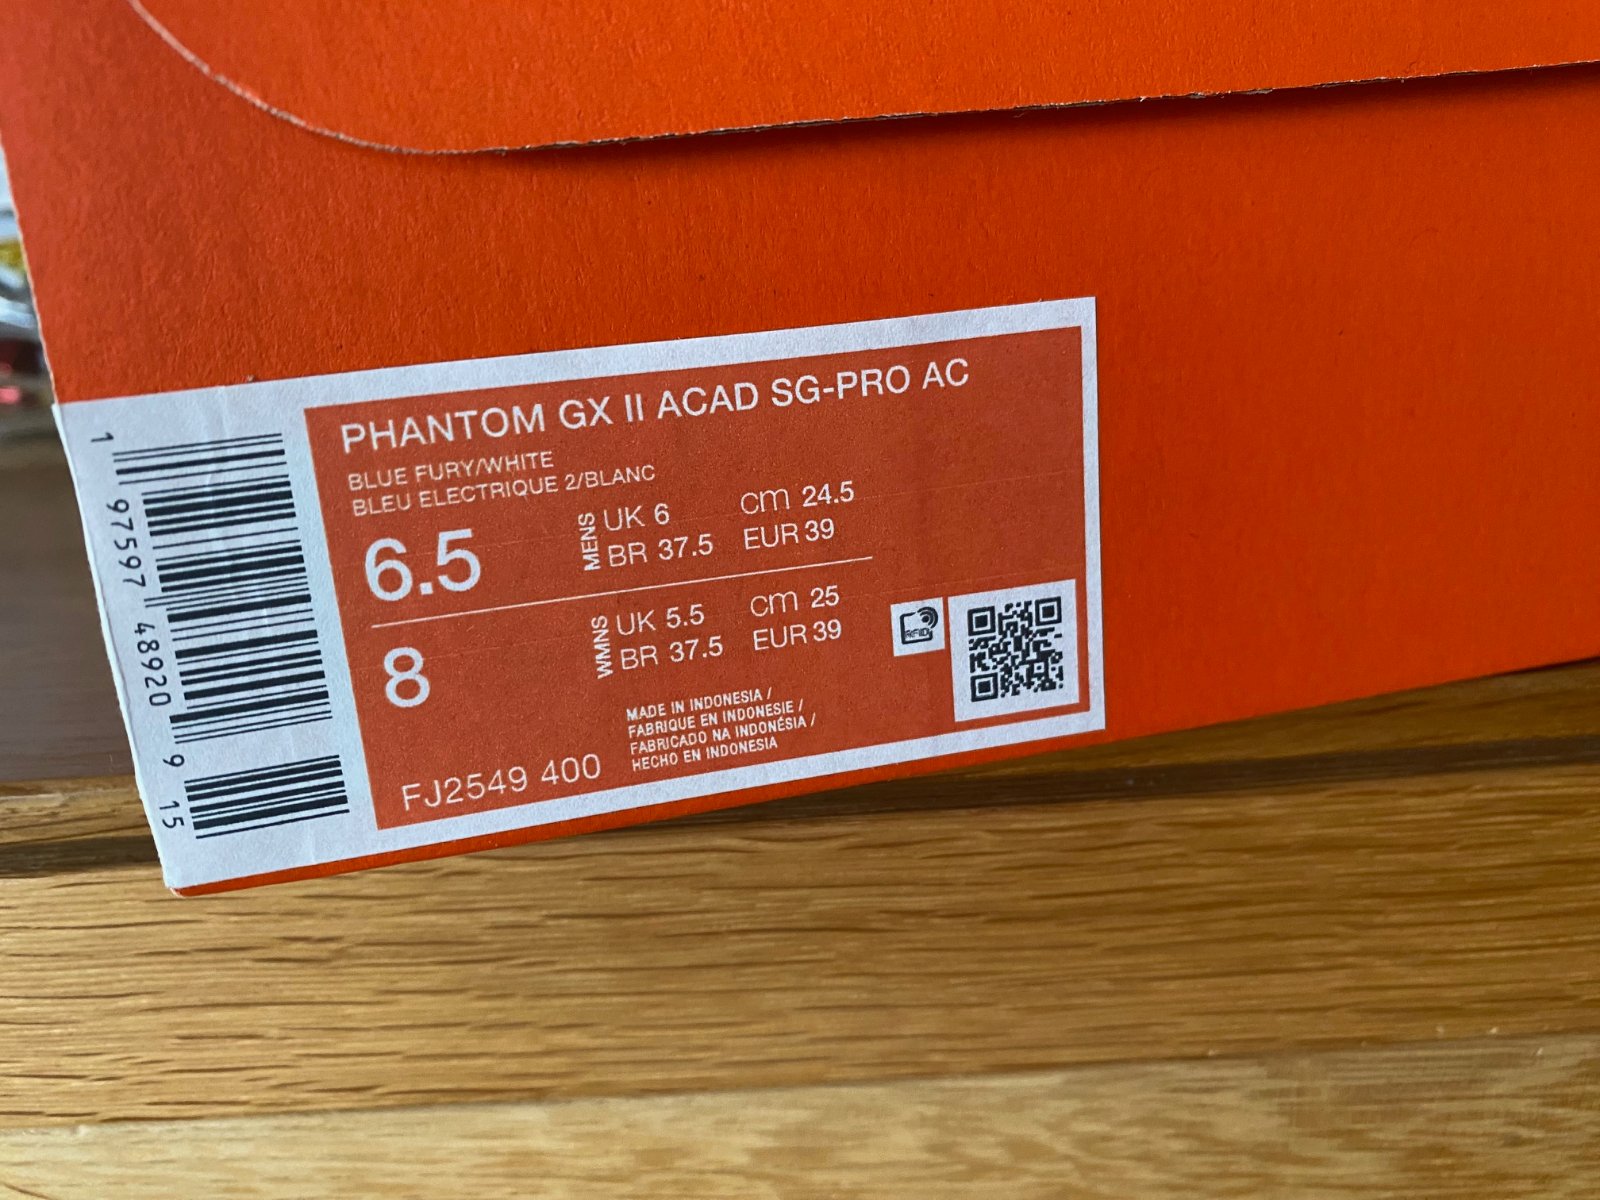 PHANTOM GX II ACAD SG-PRO AC
BLUE FURY/WHITE
BLEU ELECTRIQUE 2/BLANC
6.5
MENS
UK 6
cm 24.5
BR 37.5
EUR 39
8
WMNS
UK 5.5
cm 25
BR 37.5
EUR 39
MADE IN INDONESIA /
FABRIQUE EN INDONESIE /
FABRICADO NA INDONÉSIA /
HECHO EN INDONESIA
FJ2549 400
RFID
1 97597 48920 9 15